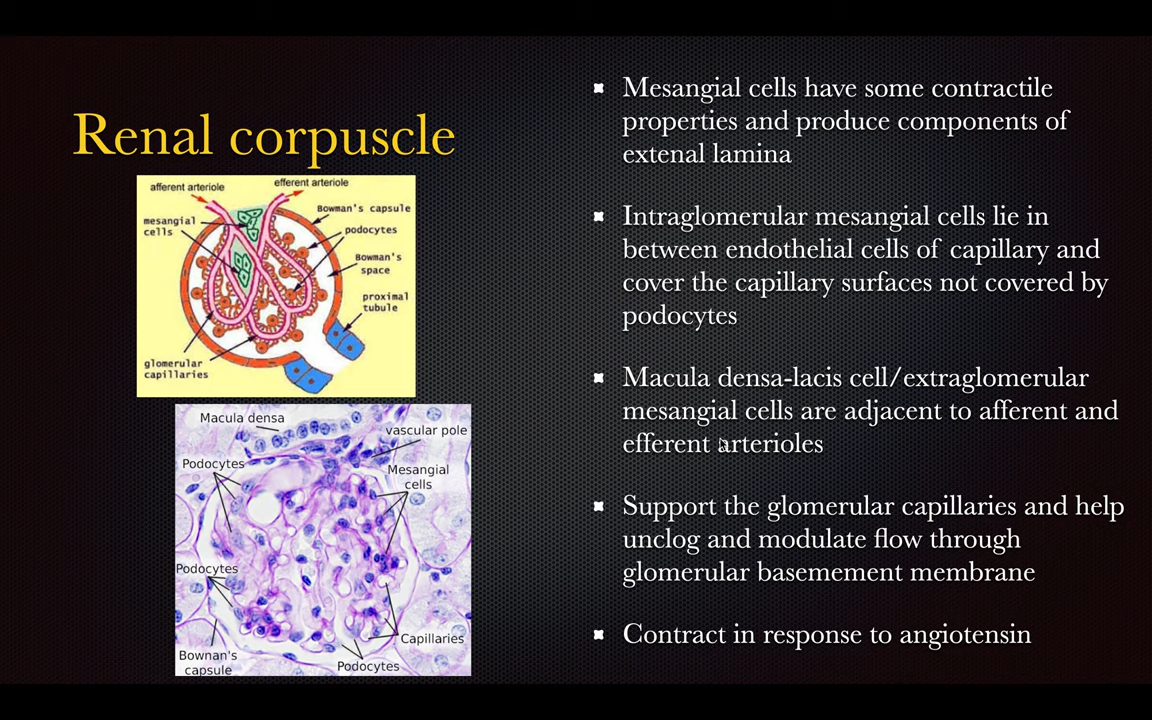 Renal corpuscle
afferent arteriole
efferent arteriole
mesangial
cells
Bowman's capsule
podocytes
Bowman's
space
proximal
tubule
glomerular
capillaries
Macula densa
vascular pole
Podocytes
Mesangial
cells
Podocytes
Capillaries
Bownan's
capsule
Podocytes
Mesangial cells have some contractile
properties and produce components of
extenal lamina
Intraglomerular mesangial cells lie in
between endothelial cells of capillary and
cover the capillary surfaces not covered by
podocytes
Macula densa-lacis cell/extraglomerular
mesangial cells are adjacent to afferent and
efferent arterioles
Support the glomerular capillaries and help
unclog and modulate flow through
glomerular basemement membrane
Contract in response to angiotensin